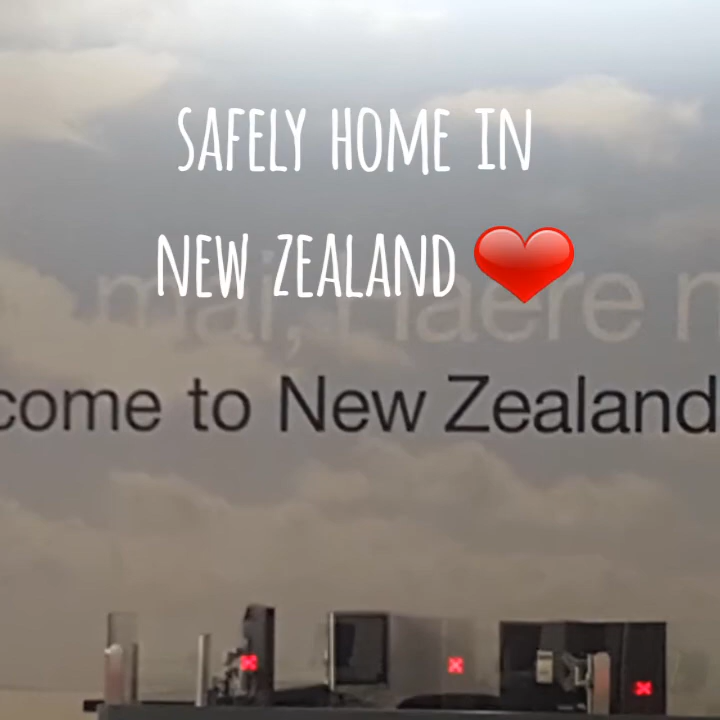 SAFELY HOME IN
NEW ZEALAND ❤️
mai, haere m
come to New Zealand